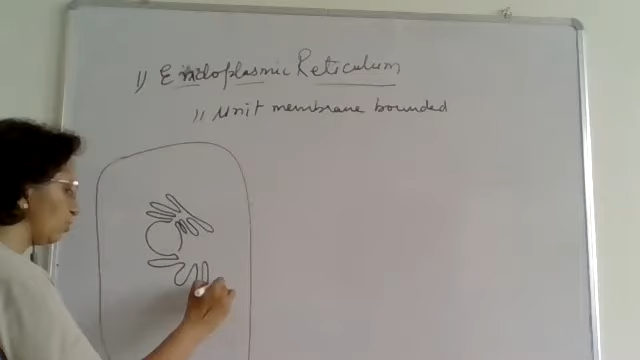 1) Endoplasmic Reticulum
1) Unit membrane bounded